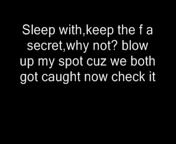 Sleep with,keep the f a
secret,why not? blow
up my spot cuz we both
got caught now check it